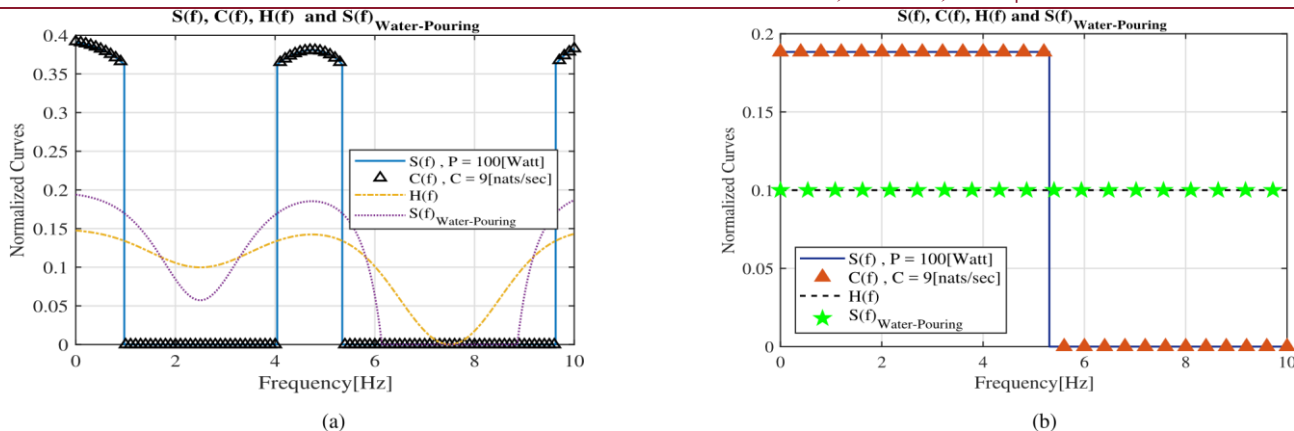 S(f), C(f), H(f) and S(f)Water-Pouring
0.4
0.35
0.3
0.25
0.2
0.15
0.1
0.05
0
Normalized Curves
S(f) , P = 100[Watt]
C(f) , C = 9[nats/sec]
H(f)
S(f)Water-Pouring
0 2 4 6 8 10
Frequency[Hz]
(a)
S(f), C(f), H(f) and S(f)Water-Pouring
0.2
0.15
0.1
0.05
0
Normalized Curves
S(f) , P = 100[Watt]
C(f) , C = 9[nats/sec]
H(f)
S(f)Water-Pouring
0 2 4 6 8 10
Frequency[Hz]
(b)